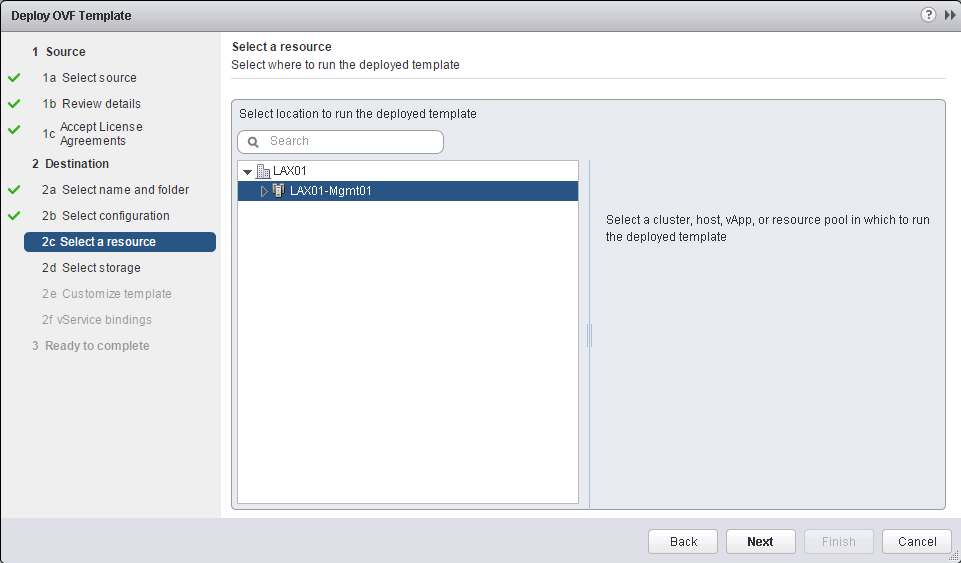 Deploy OVF Template
?
1 Source
1a Select source
1b Review details
1c Accept License
Agreements
2 Destination
2a Select name and folder
2b Select configuration
2c Select a resource
2d Select storage
2e Customize template
2f vService bindings
3 Ready to complete
Select a resource
Select where to run the deployed template
Select location to run the deployed template
Search
LAX01
LAX01-Mgmt01
Select a cluster, host, vApp, or resource pool in which to run
the deployed template
Back
Next
Finish
Cancel